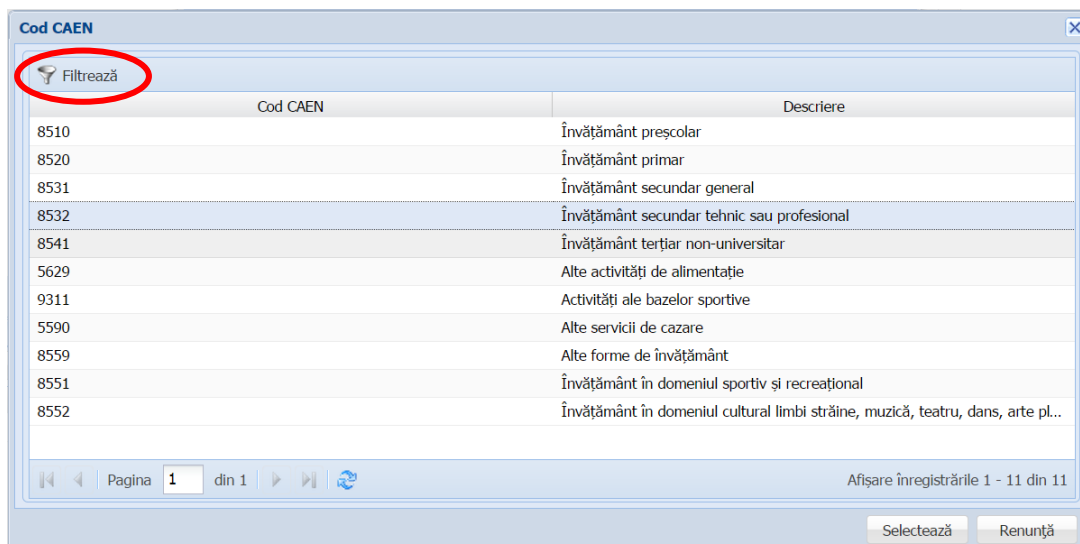 Cod CAEN
Filtrează
Cod CAEN Descriere
8510 Învățământ preșcolar
8520 Învățământ primar
8531 Învățământ secundar general
8532 Învățământ secundar tehnic sau profesional
8541 Învățământ terțiar non-universitar
5629 Alte activități de alimentație
9311 Activități ale bazelor sportive
5590 Alte servicii de cazare
8559 Alte forme de învățământ
8551 Învățământ în domeniul sportiv și recreațional
8552 Învățământ în domeniul cultural limbi străine, muzică, teatru, dans, arte pl...
Pagina 1 din 1 Afișare înregistrările 1 - 11 din 11
Selectează Renunță